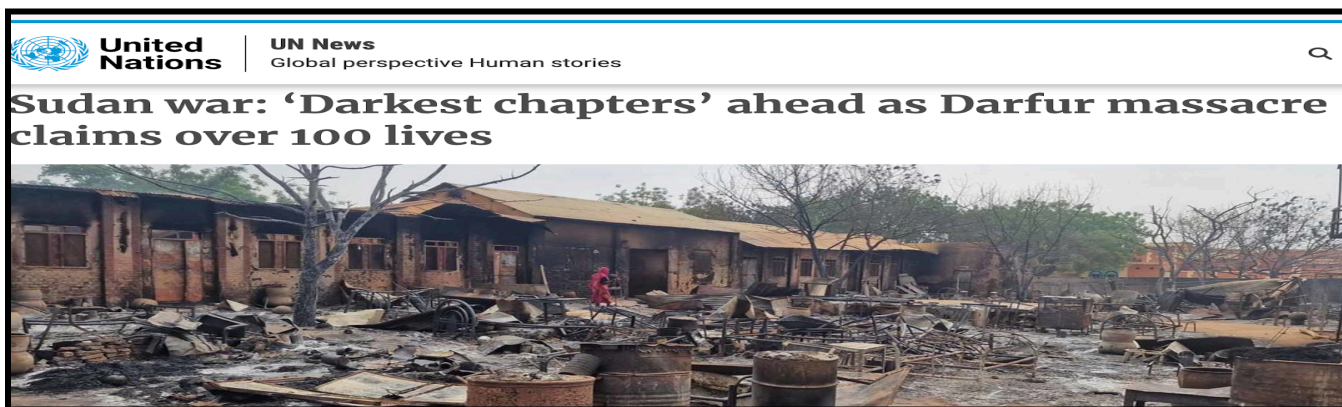 United
Nations
UN News
Global perspective Human stories
Sudan war: ‘Darkest chapters’ ahead as Darfur massacre
claims over 100 lives